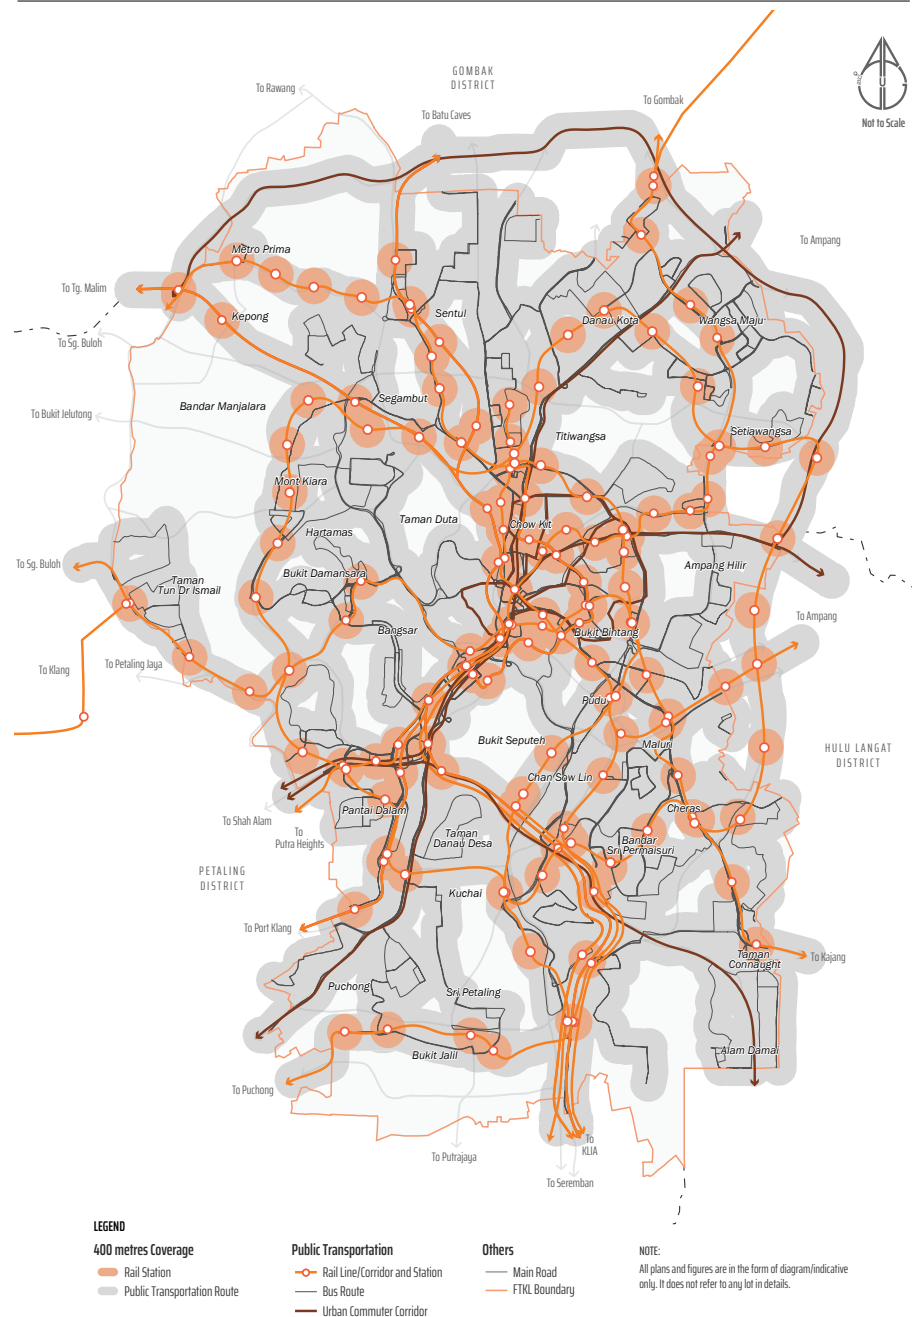 GOMBAK
DISTRICT
To Rawang
To Batu Caves
To Gombak
Not to Scale
To Ampang
Metro Prima
To Tg. Malim
Kepong
Sentul
Danau Kota
Wangsa Maju
To Sg. Buloh
Bandar Manjalara
Segambut
To Bukit Jelutong
Titiwangsa
Setiawangsa
Mont Kiara
Taman Duta
Chow Kit
Hartamas
To Sg. Buloh
Bukit Damansara
Ampang Hilir
Taman
Tun Dr Ismail
To Ampang
Bangsar
Bukit Bintang
To Klang
To Petaling Jaya
Pudu
Bukit Seputeh
Maluri
HULU LANGAT
DISTRICT
Chan Sow Lin
Pantai Dalam
Cheras
To Shah Alam
To
Putra Heights
Taman
Danau Desa
Bandar
Sri Permaisuri
PETALING
DISTRICT
Kuchai
To Port Klang
Taman
Connaught
To Kajang
Puchong
Sri Petaling
Bukit Jalil
Alam Damai
To Puchong
To
KLIA
To Putrajaya
To Seremban
LEGEND
400 metres Coverage
Rail Station
Public Transportation Route
Public Transportation
Rail Line/Corridor and Station
Bus Route
Urban Commuter Corridor
Others
Main Road
FTKL Boundary
NOTE:
All plans and figures are in the form of diagram/indicative
only. It does not refer to any lot in details.